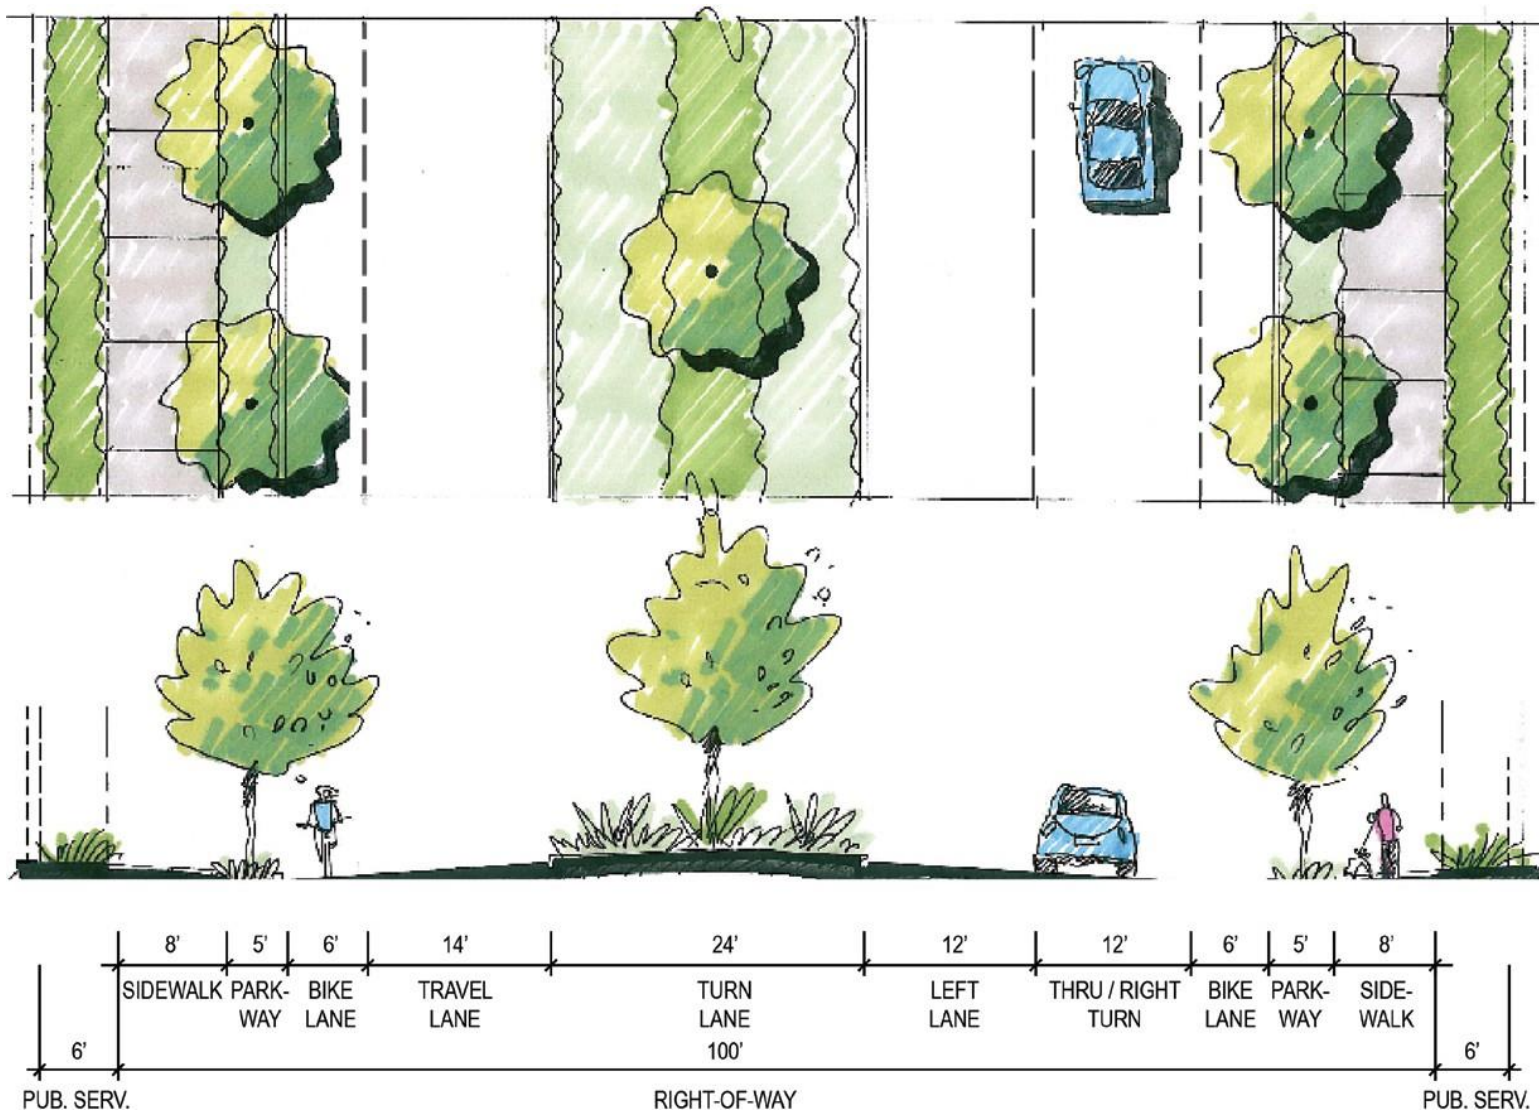 8' 5' 6' 14' 24' 12' 12' 6' 5' 8'
SIDEWALK PARK- BIKE TRAVEL TURN LEFT THRU / RIGHT BIKE PARK- SIDE-
WAY LANE LANE LANE LANE TURN LANE WAY WALK
6' 100' 6'
PUB. SERV. RIGHT-OF-WAY PUB. SERV.